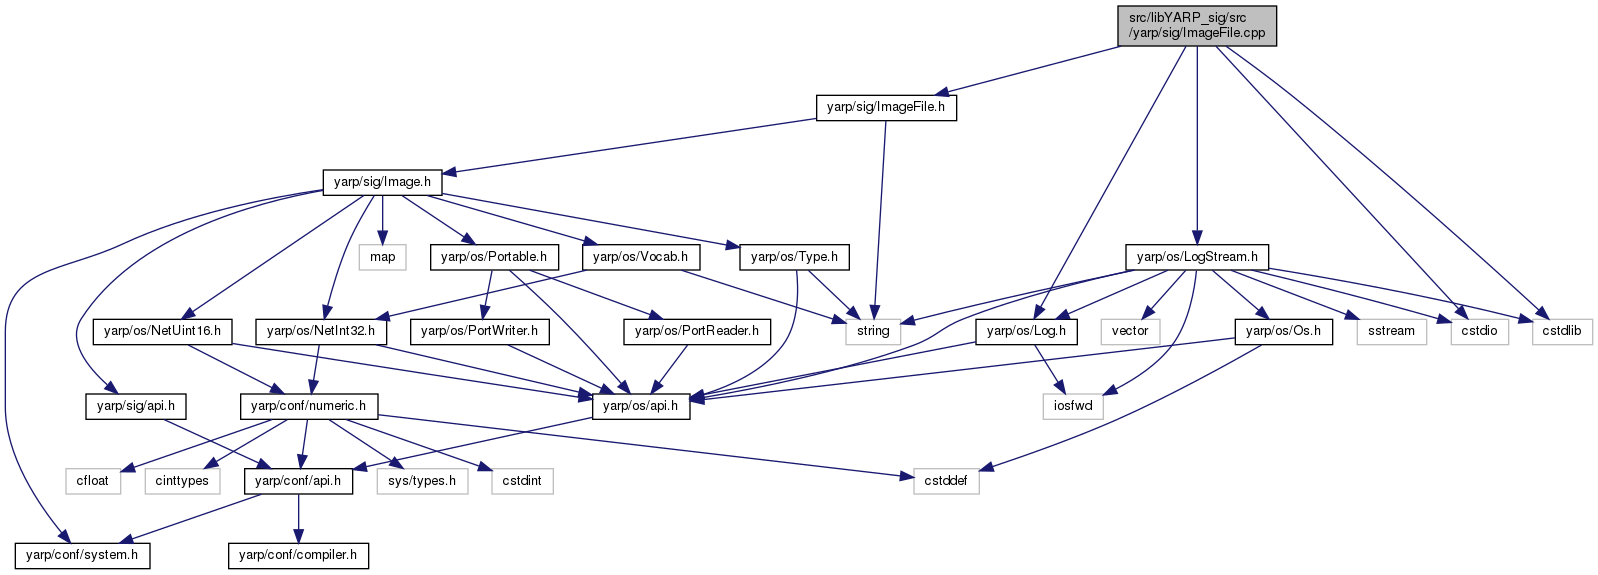 src/libYARP_sig/src
/yarp/sig/ImageFile.cpp
yarp/sig/ImageFile.h
yarp/sig/Image.h
map
yarp/os/Portable.h
yarp/os/Vocab.h
yarp/os/Type.h
yarp/os/LogStream.h
yarp/os/NetUint16.h
yarp/os/NetInt32.h
yarp/os/PortWriter.h
yarp/os/PortReader.h
string
yarp/os/Log.h
vector
yarp/os/Os.h
sstream
cstdio
cstdlib
yarp/sig/api.h
yarp/conf/numeric.h
yarp/os/api.h
iosfwd
cfloat
cinttypes
yarp/conf/api.h
sys/types.h
cstdint
cstddef
yarp/conf/system.h
yarp/conf/compiler.h